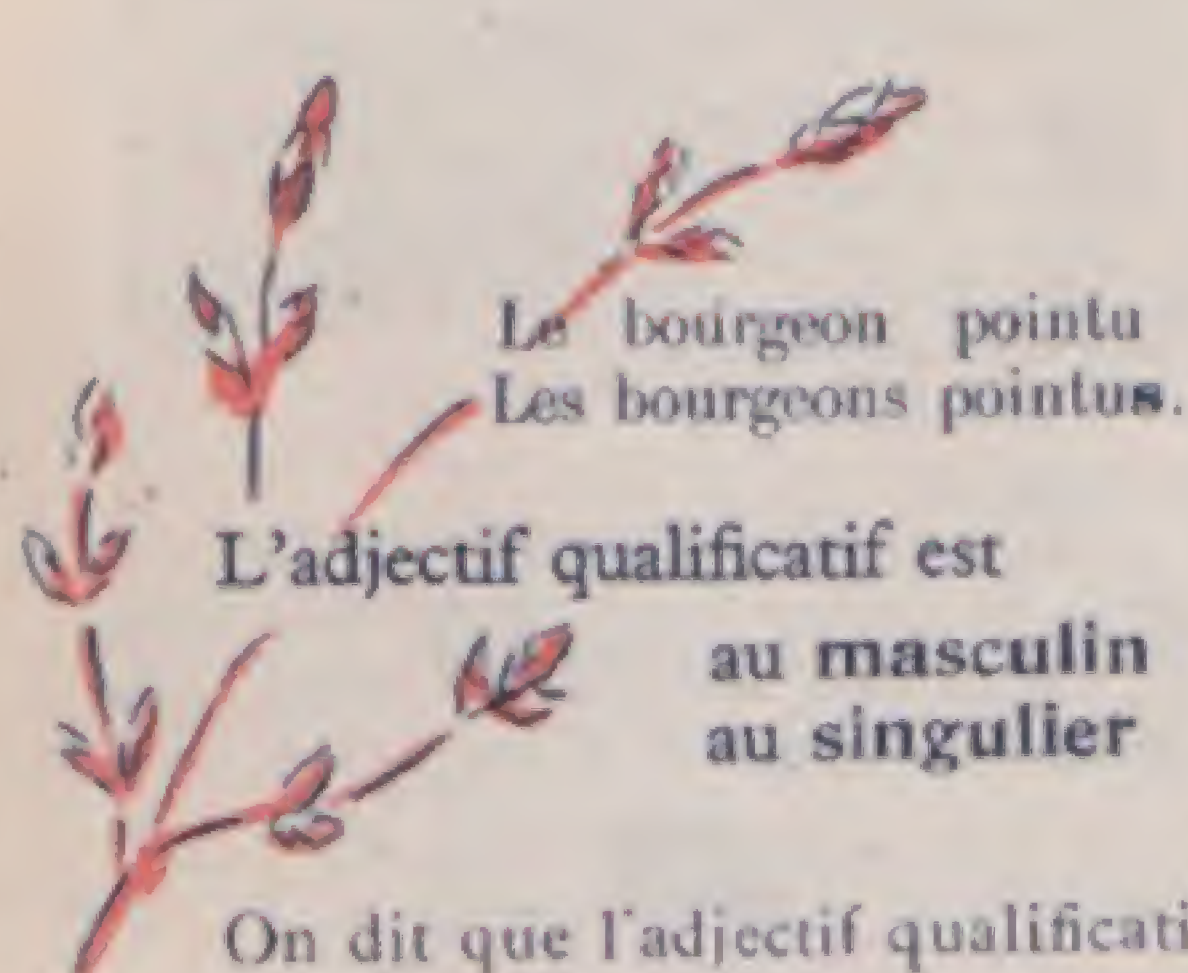 Le bourgeon pointu
Les bourgeons pointus.
L'adjectif qualificatif est
au masculin
au singulier
On dit que l'adjectif qualificati